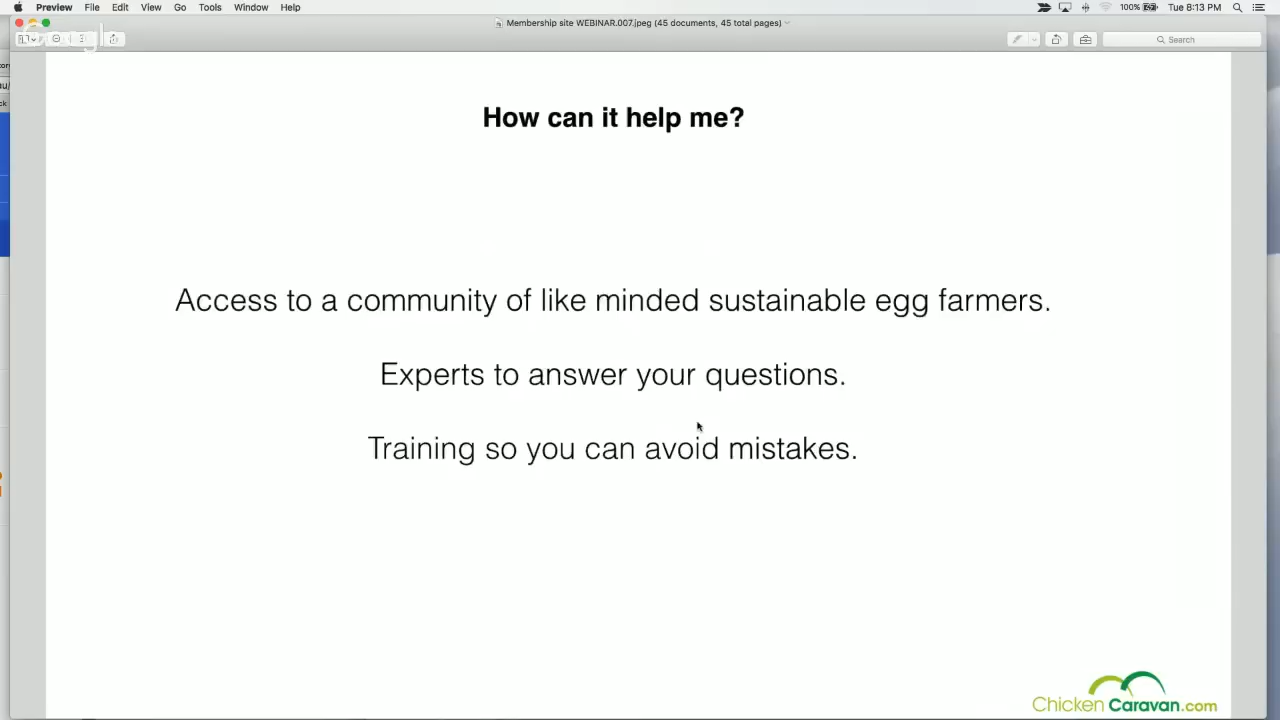 Preview File Edit View Go Tools Window Help 100% Tue 8:13 PM
Membership site WEBINAR.007.jpeg (45 documents, 45 total pages)
Search
How can it help me?
Access to a community of like minded sustainable egg farmers.
Experts to answer your questions.
Training so you can avoid mistakes.
Chicken Caravan.com